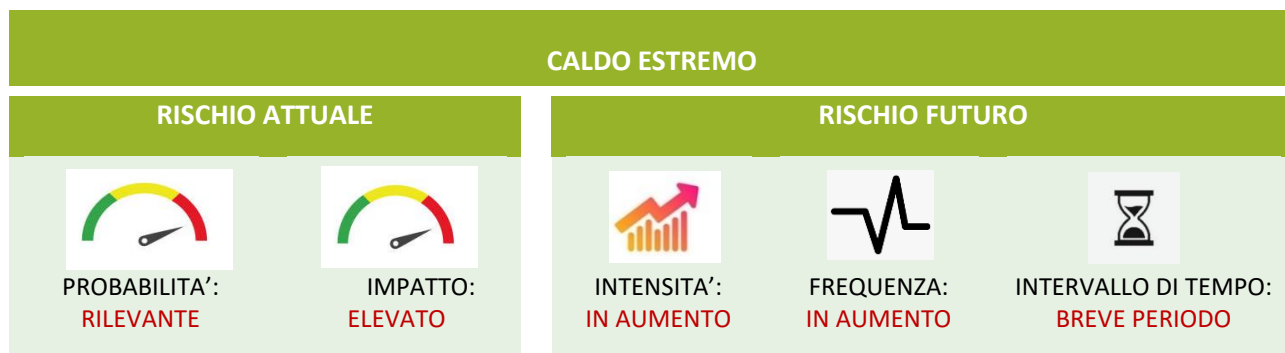 CALDO ESTREMO
RISCHIO ATTUALE
RISCHIO FUTURO
PROBABILITA’:
RILEVANTE
IMPATTO:
ELEVATO
INTENSITA’:
IN AUMENTO
FREQUENZA:
IN AUMENTO
INTERVALLO DI TEMPO:
BREVE PERIODO